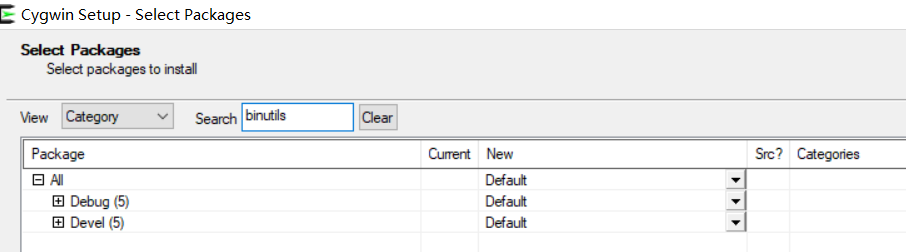 Cygwin Setup - Select Packages
Select Packages
Select packages to install
View Category Search binutils Clear
Package Current New Src? Categories
All Default
Debug (5) Default
Devel (5) Default